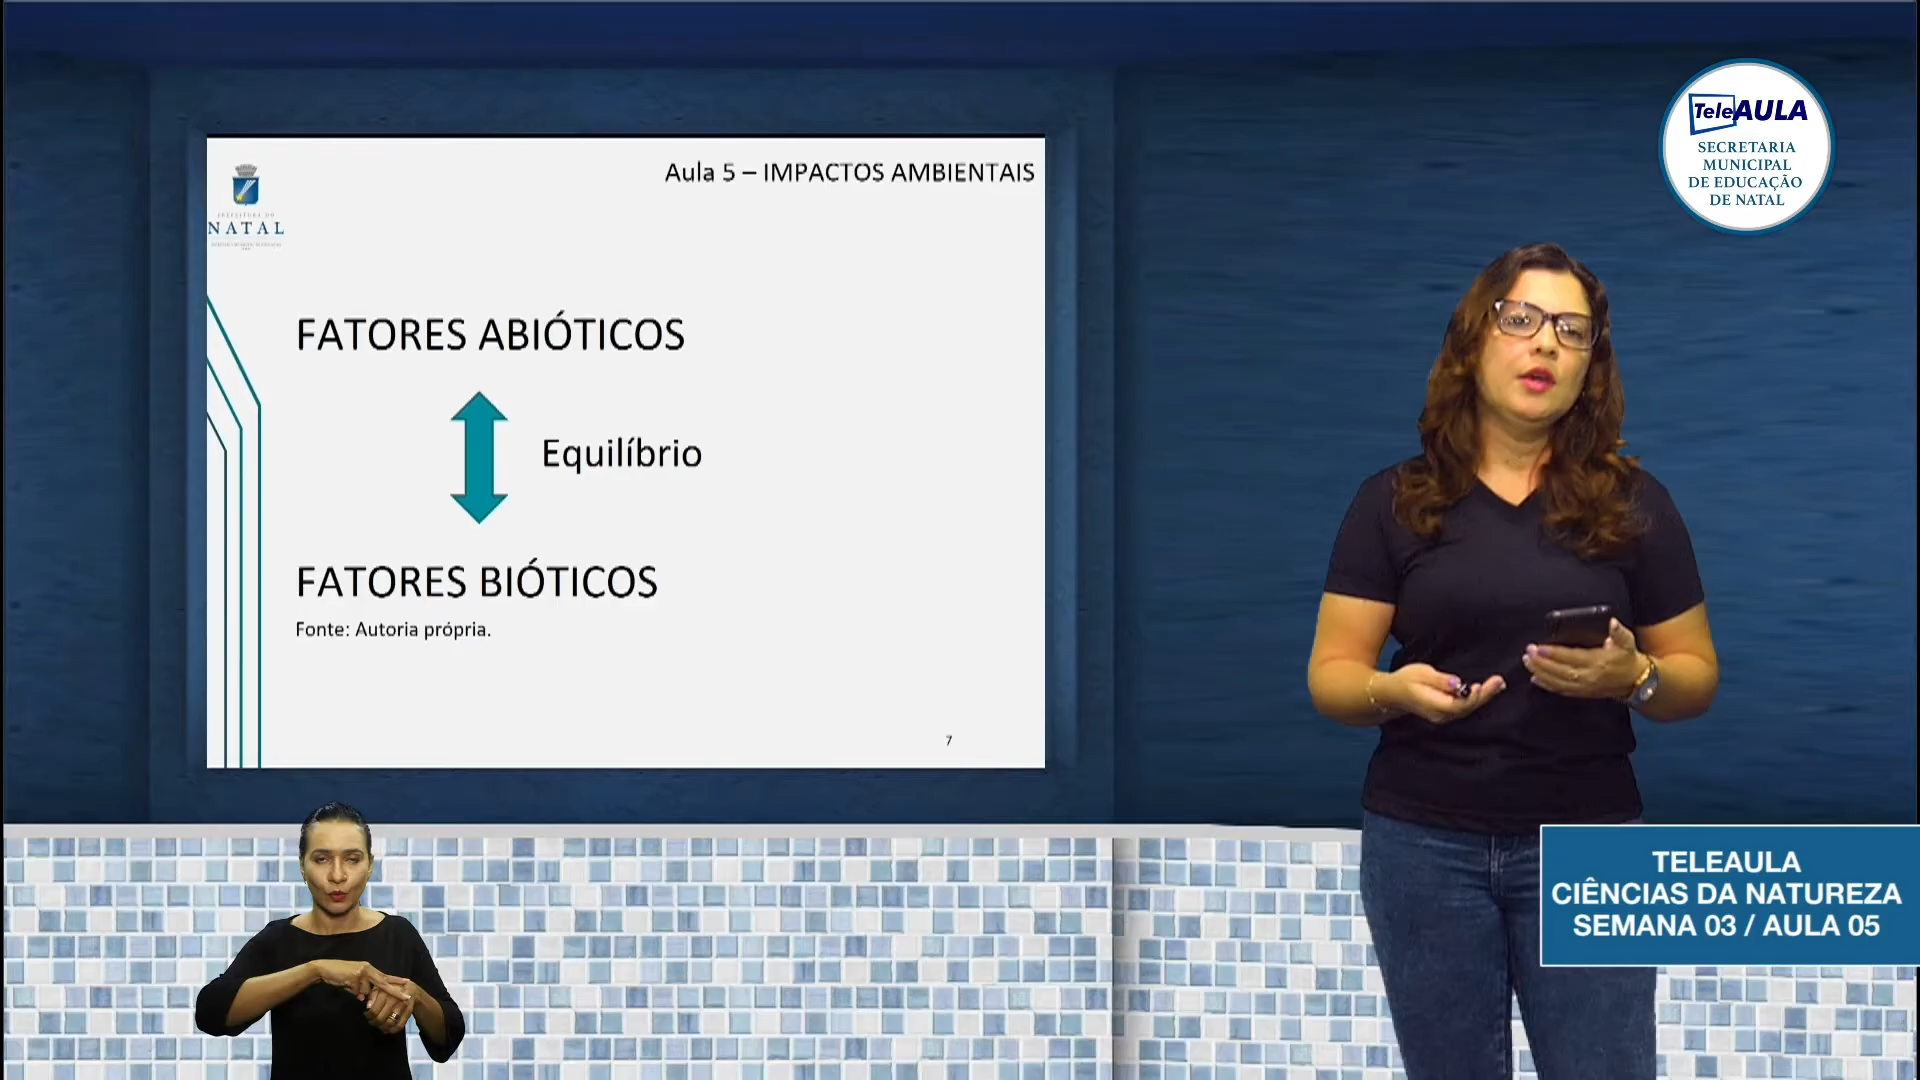 Aula 5 – IMPACTOS AMBIENTAIS
NATAL
FATORES ABIÓTICOS
Equilíbrio
FATORES BIÓTICOS
Fonte: Autoria própria.
7
TeleAULA
SECRETARIA
MUNICIPAL
DE EDUCAÇÃO
DE NATAL
TELEAULA
CIÊNCIAS DA NATUREZA
SEMANA 03 / AULA 05